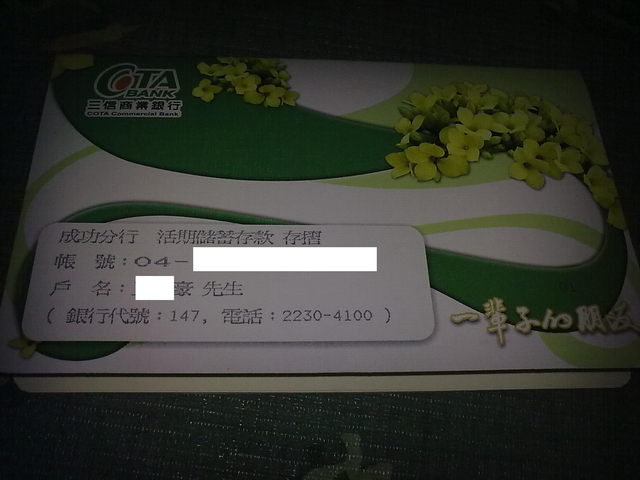 COTA
BANK
三信商業銀行
COTA Commercial Bank
成功分行 活期儲蓄存款 存摺
帳 號：04-
戶 名： 豪 先生
( 銀行代號：147, 電話：2230-4100 )
一輩子的朋友